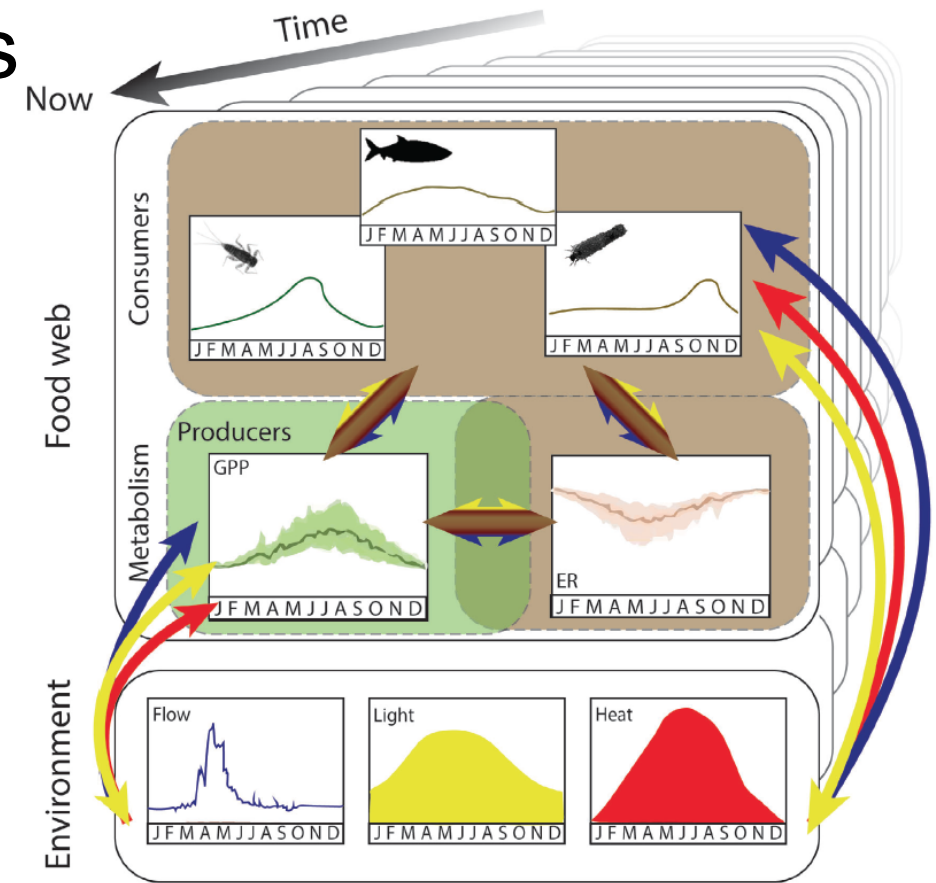 s
Time
Now
Consumers
Food web
Metabolism
Environment
J F M A M J J A S O N D
J F M A M J J A S O N D
J F M A M J J A S O N D
Producers
GPP
J F M A M J J A S O N D
ER
J F M A M J J A S O N D
Flow
J F M A M J J A S O N D
Light
J F M A M J J A S O N D
Heat
J F M A M J J A S O N D